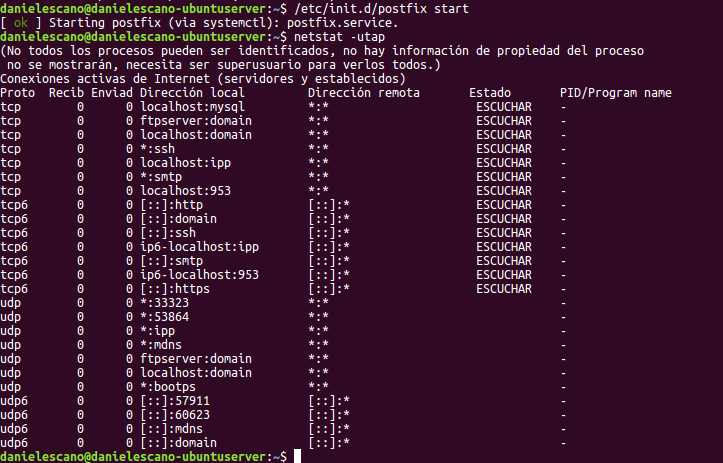 danielescano@danielescano-ubuntuserver:~$ /etc/init.d/postfix start
[ ok ] Starting postfix (via systemctl): postfix.service.
danielescano@danielescano-ubuntuserver:~$ netstat -utap
(No todos los procesos pueden ser identificados, no hay información de propiedad del proceso
 no se mostrarán, necesita ser superusuario para verlos todos.)
Conexiones activas de Internet (servidores y establecidos)
Proto  Recib Enviad Dirección local         Dirección remota       Estado      PID/Program name
tcp        0      0 localhost:mysql         *:*                     ESCUCHAR    -
tcp        0      0 ftpserver:domain        *:*                     ESCUCHAR    -
tcp        0      0 localhost:domain        *:*                     ESCUCHAR    -
tcp        0      0 *:ssh                   *:*                     ESCUCHAR    -
tcp        0      0 localhost:ipp           *:*                     ESCUCHAR    -
tcp        0      0 *:smtp                  *:*                     ESCUCHAR    -
tcp        0      0 localhost:953           *:*                     ESCUCHAR    -
tcp6       0      0 [::]:http               [::]:*                  ESCUCHAR    -
tcp6       0      0 [::]:domain             [::]:*                  ESCUCHAR    -
tcp6       0      0 [::]:ssh                [::]:*                  ESCUCHAR    -
tcp6       0      0 ip6-localhost:ipp       [::]:*                  ESCUCHAR    -
tcp6       0      0 [::]:smtp               [::]:*                  ESCUCHAR    -
tcp6       0      0 ip6-localhost:953       [::]:*                  ESCUCHAR    -
tcp6       0      0 [::]:https              [::]:*                  ESCUCHAR    -
udp        0      0 *:33323                 *:*                                 -
udp        0      0 *:53864                 *:*                                 -
udp        0      0 *:ipp                   *:*                                 -
udp        0      0 *:mdns                  *:*                                 -
udp        0      0 ftpserver:domain        *:*                                 -
udp        0      0 localhost:domain        *:*                                 -
udp        0      0 *:bootps                *:*                                 -
udp6       0      0 [::]:57911              [::]:*                              -
udp6       0      0 [::]:60623              [::]:*                              -
udp6       0      0 [::]:mdns               [::]:*                              -
udp6       0      0 [::]:domain             [::]:*                              -
danielescano@danielescano-ubuntuserver:~$